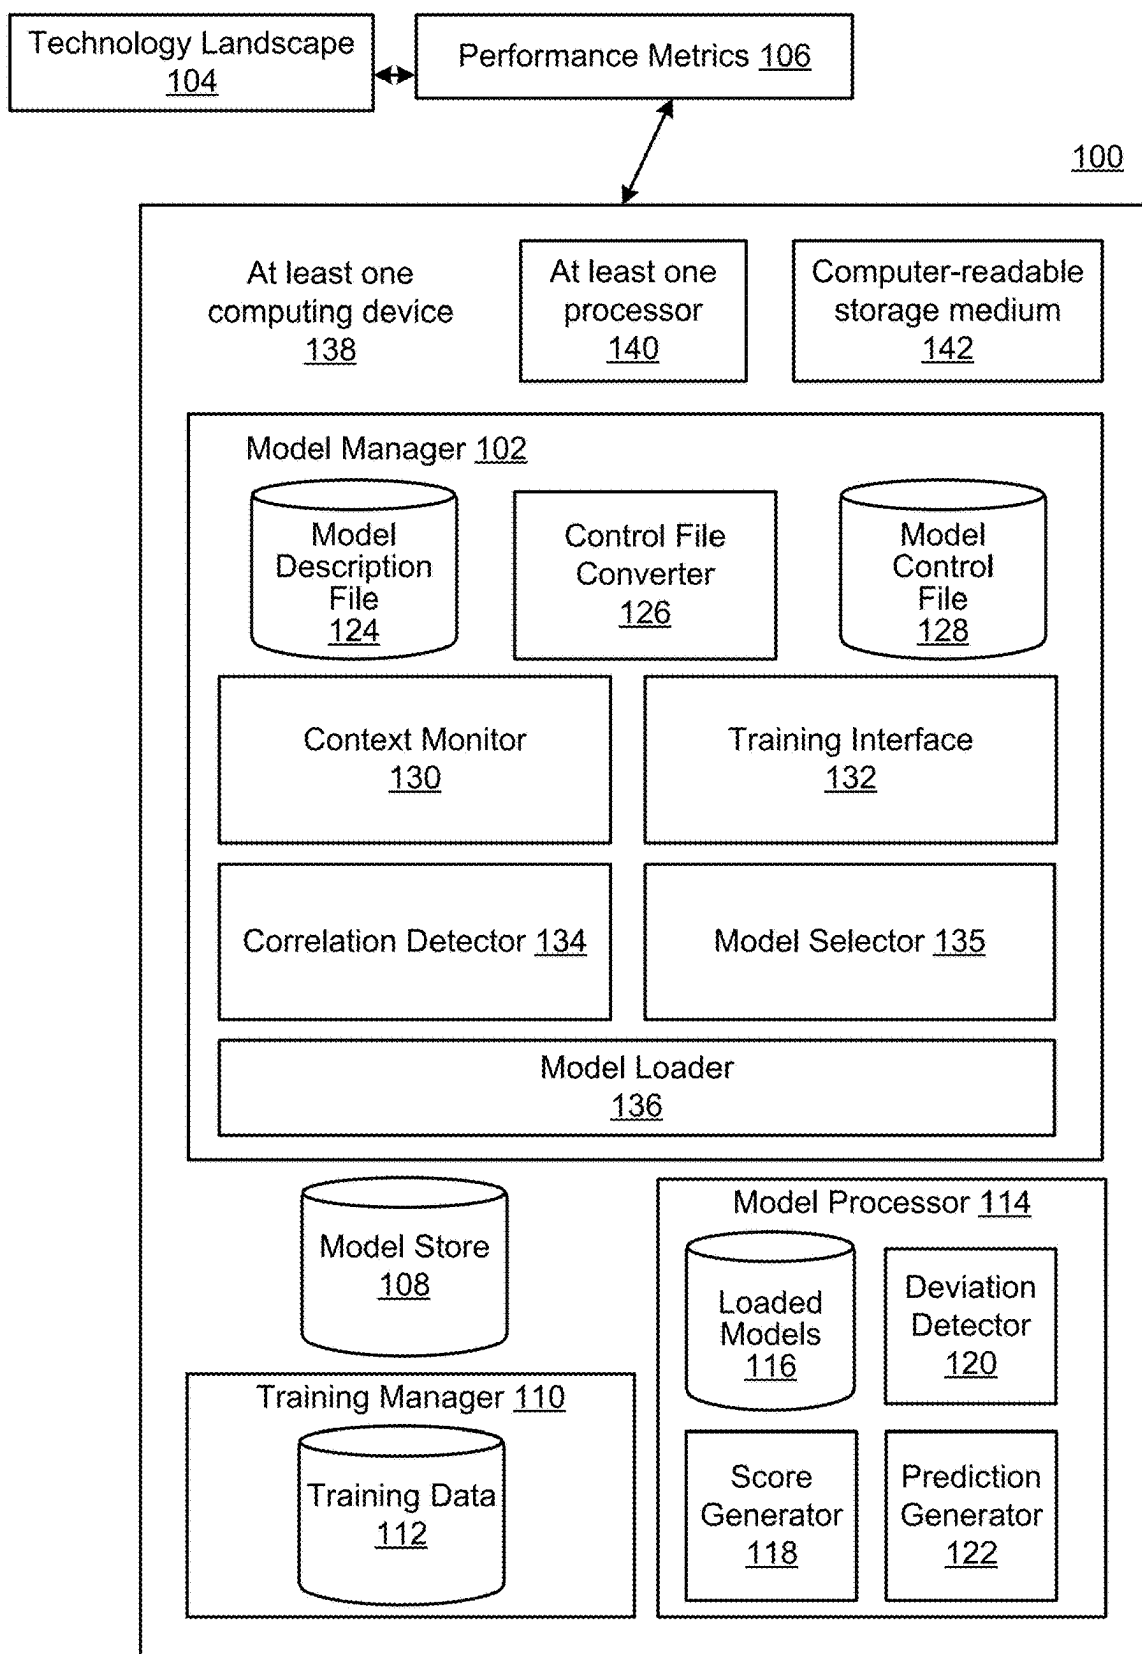 Technology Landscape
104
Performance Metrics 106
100
At least one
computing device
138
At least one
processor
140
Computer-readable
storage medium
142
Model Manager 102
Model
Description
File
124
Control File
Converter
126
Model
Control
File
128
Context Monitor
130
Training Interface
132
Correlation Detector 134
Model Selector 135
Model Loader
136
Model Store
108
Training Manager 110
Training Data
112
Model Processor 114
Loaded
Models
116
Deviation
Detector
120
Score
Generator
118
Prediction
Generator
122